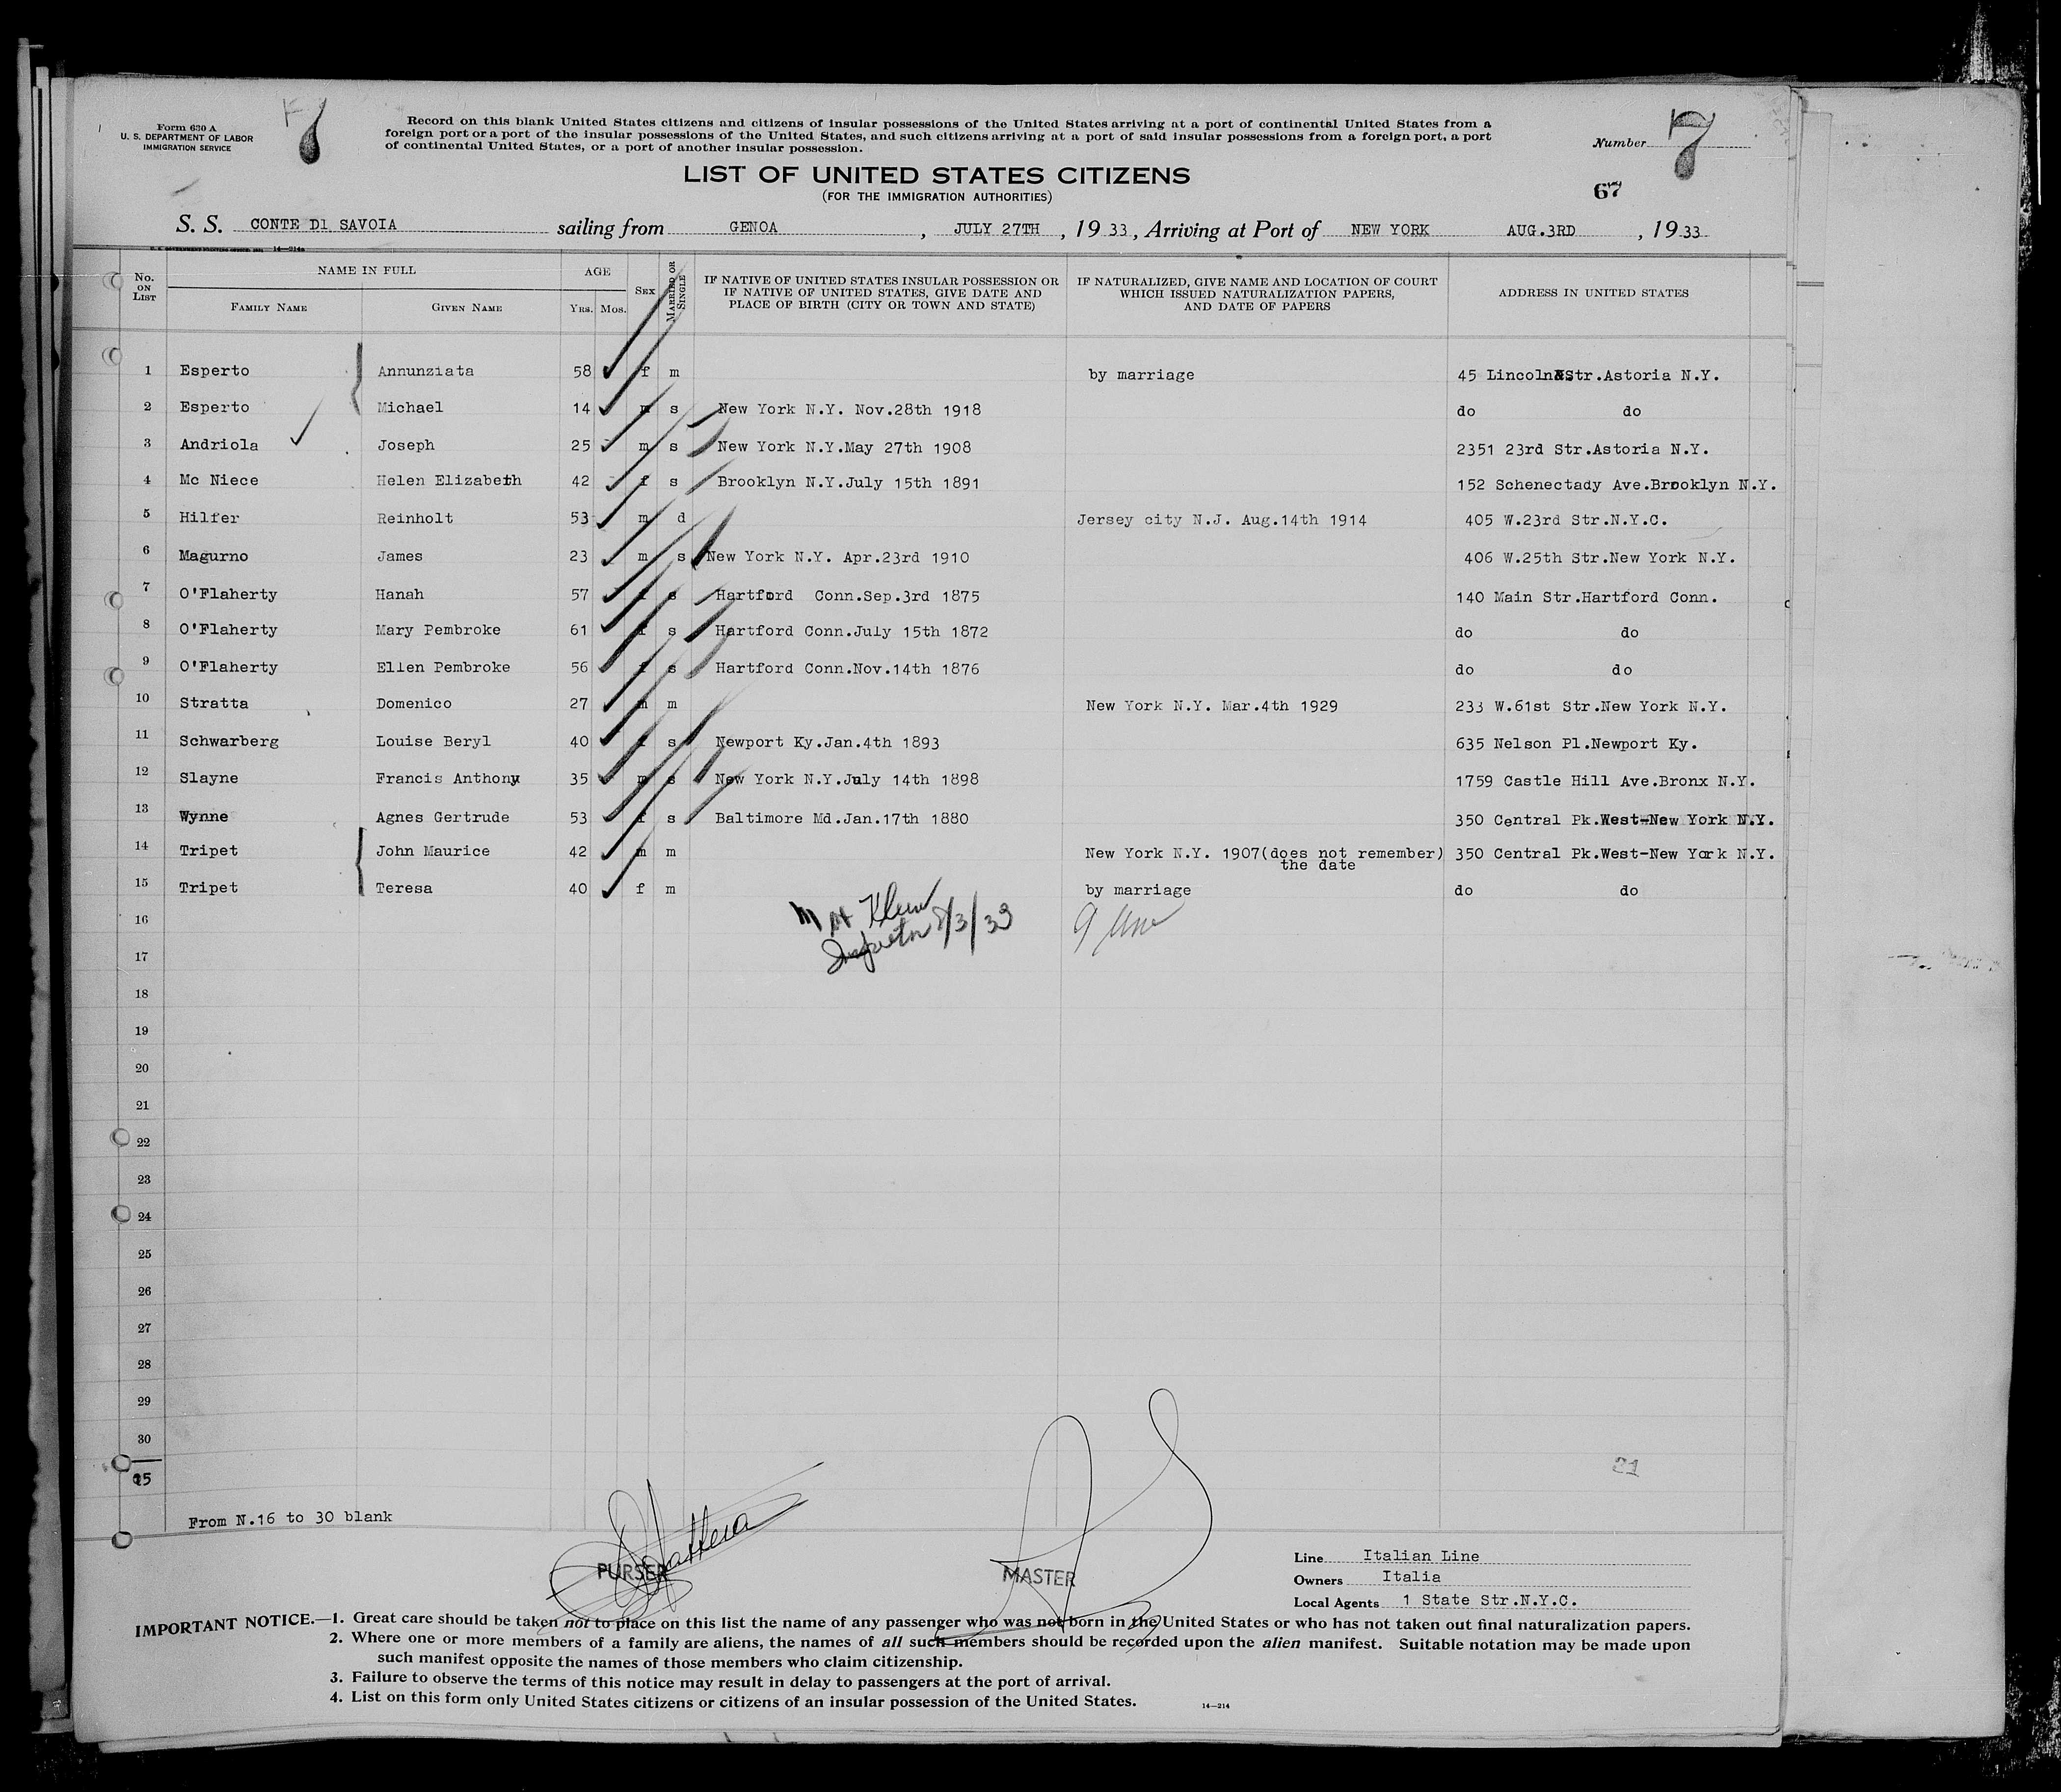 Form 630 A
U. S. DEPARTMENT OF LABOR
IMMIGRATION SERVICE
7
Record on this blank United States citizens and citizens of insular possessions of the United States arriving at a port of continental United States from a
foreign port or a port of the insular possessions of the United States, and such citizens arriving at a port of said insular possessions from a foreign port, a port
of continental United States, or a port of another insular possession.
Number 7
LIST OF UNITED STATES CITIZENS
(FOR THE IMMIGRATION AUTHORITIES)
67
S. S. CONTE D1 SAVOIA sailing from GENOA , JULY 27TH , 19 33 , Arriving at Port of NEW YORK AUG.3RD , 19 33
No. ON LIST NAME IN FULL AGE SEX MARRIED OR SINGLE IF NATIVE OF UNITED STATES INSULAR POSSESSION OR IF NATIVE OF UNITED STATES, GIVE DATE AND PLACE OF BIRTH (CITY OR TOWN AND STATE) IF NATURALIZED, GIVE NAME AND LOCATION OF COURT WHICH ISSUED NATURALIZATION PAPERS, AND DATE OF PAPERS ADDRESS IN UNITED STATES
FAMILY NAME GIVEN NAME YRS. MOS.
1 Esperto Annunziata 58 f m by marriage 45 Lincoln Str.Astoria N.Y.
2 Esperto Michael 14 m s New York N.Y. Nov.28th 1918 do do
3 Andriola Joseph 25 m s New York N.Y.May 27th 1908 2351 23rd Str.Astoria N.Y.
4 Mc Niece Helen Elizabeth 42 f s Brooklyn N.Y.July 15th 1891 152 Schenectady Ave.Brooklyn N.Y.
5 Hilfer Reinholt 53 m d Jersey city N.J. Aug.14th 1914 405 W.23rd Str.N.Y.C.
6 Magurno James 23 m s New York N.Y. Apr.23rd 1910 406 W.25th Str.New York N.Y.
7 O'Flaherty Hanah 57 f s Hartford Conn.Sep.3rd 1875 140 Main Str.Hartford Conn.
8 O'Flaherty Mary Pembroke 61 f s Hartford Conn.July 15th 1872 do do
9 O'Flaherty Ellen Pembroke 56 f s Hartford Conn.Nov.14th 1876 do do
10 Stratta Domenico 27 m m New York N.Y. Mar.4th 1929 233 W.61st Str.New York N.Y.
11 Schwarberg Louise Beryl 40 f s Newport Ky.Jan.4th 1893 635 Nelson Pl.Newport Ky.
12 Slayne Francis Anthony 35 m s New York N.Y.July 14th 1898 1759 Castle Hill Ave.Bronx N.Y.
13 Wynne Agnes Gertrude 53 f s Baltimore Md.Jan.17th 1880 350 Central Pk.West-New York N.Y.
14 Tripet John Maurice 42 m m New York N.Y. 1907(does not remember) 350 Central Pk.West-New York N.Y.
the date
15 Tripet Teresa 40 f m by marriage do do
16
M H Klein
Inspector 8/3/33
17
18
19
20
21
22
23
24
25
26
27
28
29
30
15
21
From N.16 to 30 blank
PURSER
MASTER
Line Italian Line
Owners Italia
Local Agents 1 State Str.N.Y.C.
IMPORTANT NOTICE.—1. Great care should be taken not to place on this list the name of any passenger who was not born in the United States or who has not taken out final naturalization papers.
2. Where one or more members of a family are aliens, the names of all such members should be recorded upon the alien manifest. Suitable notation may be made upon
such manifest opposite the names of those members who claim citizenship.
3. Failure to observe the terms of this notice may result in delay to passengers at the port of arrival.
4. List on this form only United States citizens or citizens of an insular possession of the United States.
14—214